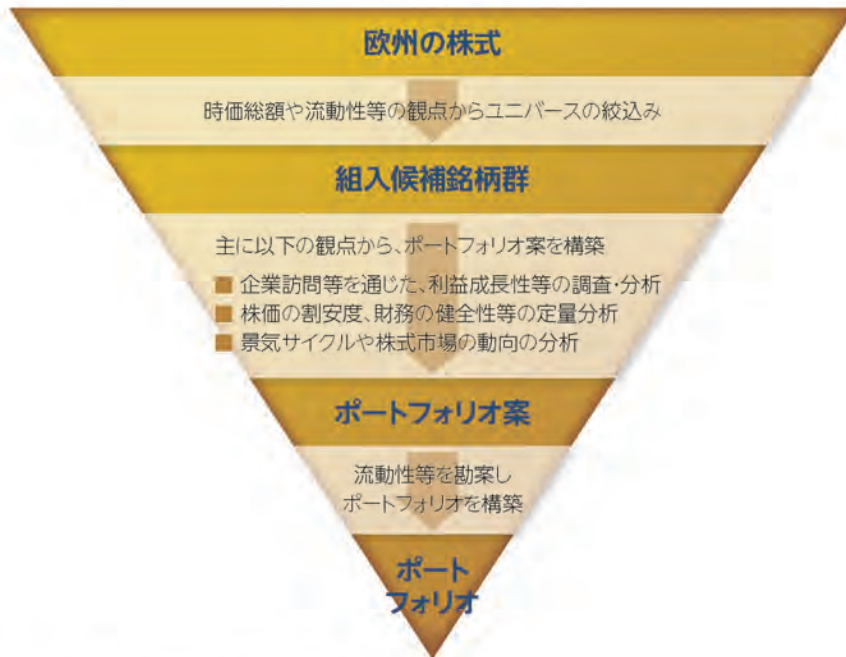 欧州の株式
時価総額や流動性等の観点からユニバースの絞込み
組入候補銘柄群
主に以下の観点から、ポートフォリオ案を構築
■ 企業訪問等を通じた、利益成長性等の調査・分析
■ 株価の割安度、財務の健全性等の定量分析
■ 景気サイクルや株式市場の動向の分析
ポートフォリオ案
流動性等を勘案し
ポートフォリオを構築
ポート
フォリオ